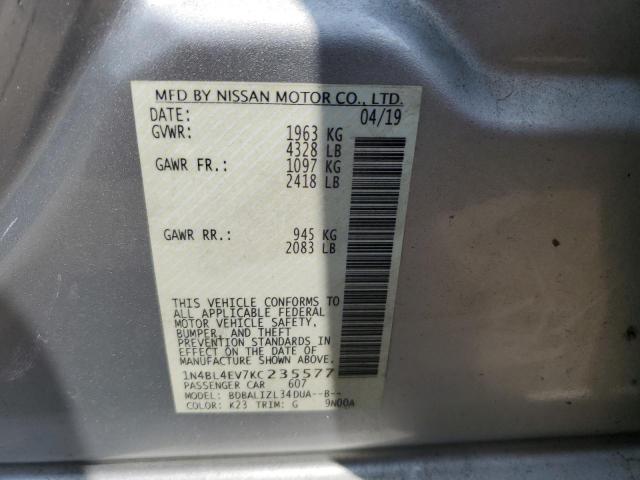 MFD BY NISSAN MOTOR CO., LTD.
DATE: 04/19
GVWR: 1963 KG
4328 LB
GAWR FR.: 1097 KG
2418 LB
GAWR RR.: 945 KG
2083 LB
THIS VEHICLE CONFORMS TO
ALL APPLICABLE FEDERAL
MOTOR VEHICLE SAFETY,
BUMPER, AND THEFT
PREVENTION STANDARDS IN
EFFECT ON THE DATE OF
MANUFACTURE SHOWN ABOVE.
1N4BL4EV7KC235577
PASSENGER CAR 607
MODEL: BDBALIZL34DUA--B--
COLOR: K23 TRIM: G 9N00A